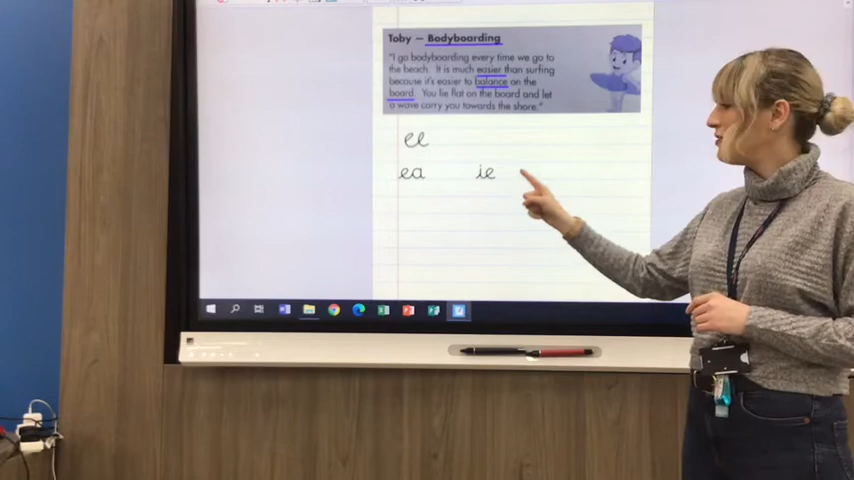 Toby – Bodyboarding
"I go bodyboarding every time we go to
the beach. It is much easier than surfing
because it's easier to balance on the
board. You lie flat on the board and let
a wave carry you towards the shore."
ee
ea ie